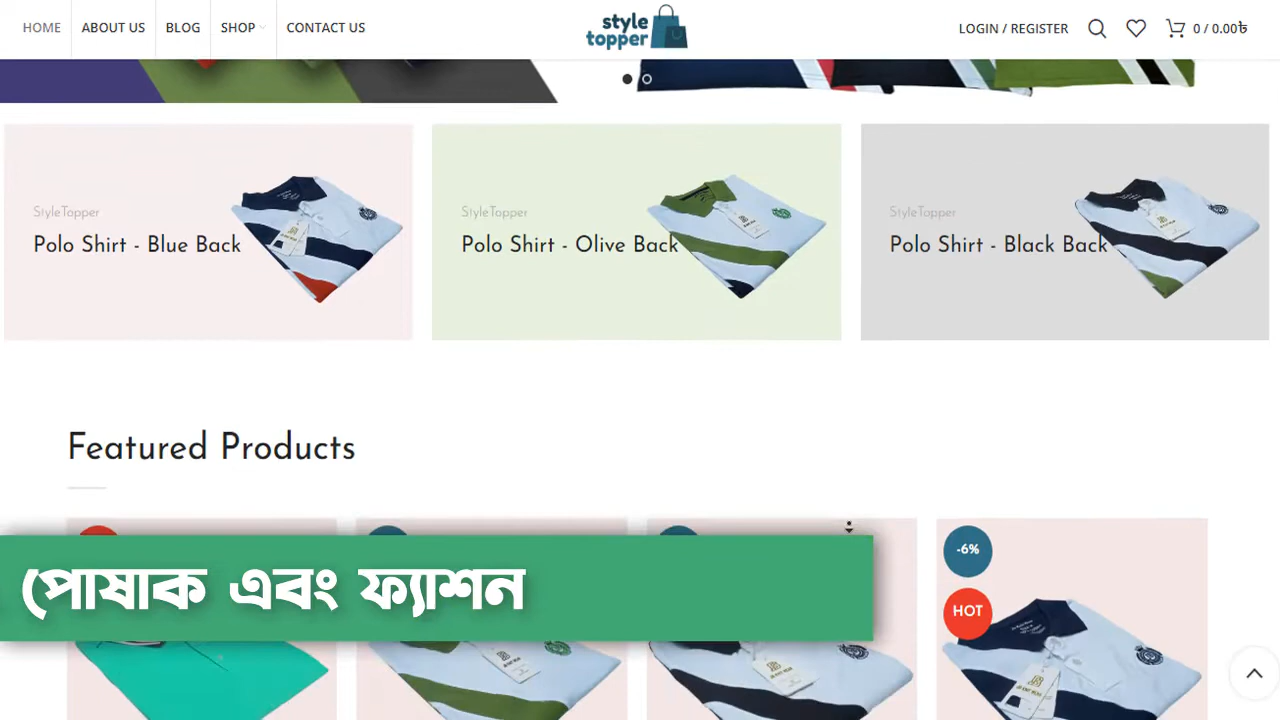 HOME
ABOUT US
BLOG
SHOP
CONTACT US
style
topper
LOGIN / REGISTER
0 / 0.00৳
StyleTopper
Polo Shirt - Blue Back
StyleTopper
Polo Shirt - Olive Back
StyleTopper
Polo Shirt - Black Back
Featured Products
-6%
HOT
পোষাক এবং ফ্যাশন